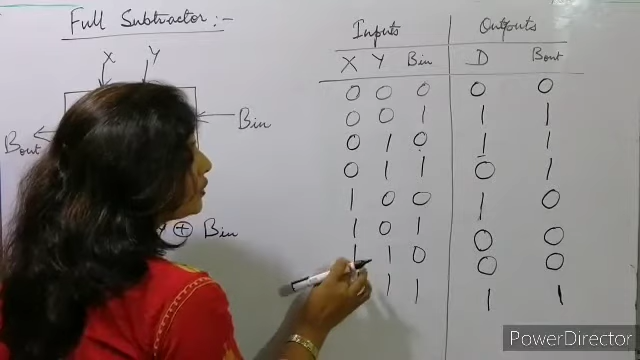 Full Subtractor :-
X Y
Bin
Bout
Y ⊕ Bin
Inputs Outputs
X Y Bin D Bout
0 0 0 0 0
0 0 1 1 1
0 1 0 1 1
0 1 1 0 1
1 0 0 1 0
1 0 1 0 0
1 1 0 0 0
1 1 1 1
PowerDirector